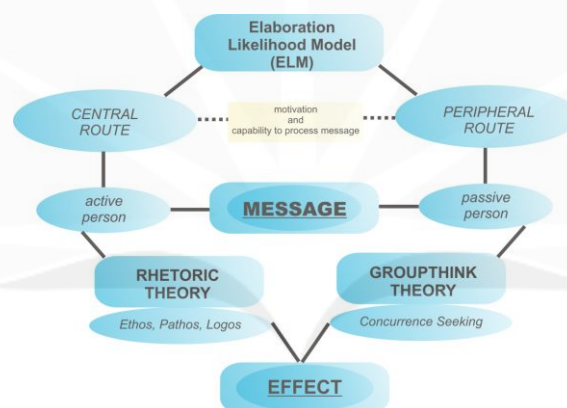 Elaboration
Likelihood Model
(ELM)
CENTRAL
ROUTE
motivation
and
capability to process message
PERIPHERAL
ROUTE
active
person
MESSAGE
passive
person
RHETORIC
THEORY
Ethos, Pathos, Logos
GROUPTHINK
THEORY
Concurrence Seeking
EFFECT